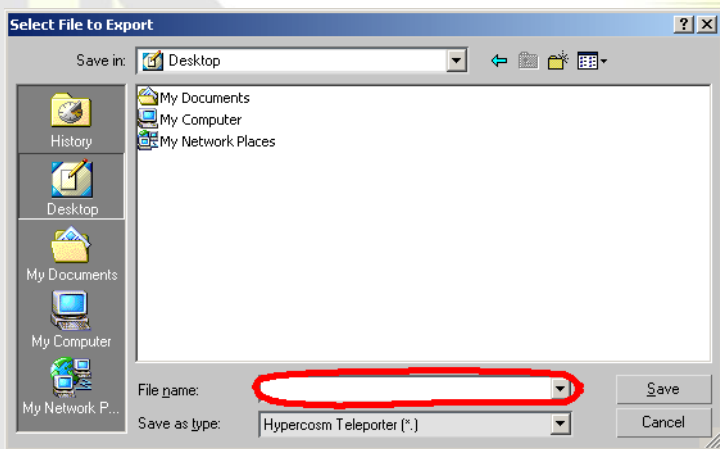 Select File to Export
Save in: Desktop
My Documents
My Computer
My Network Places
History
Desktop
My Documents
My Computer
My Network P...
File name:
Save
Save as type: Hypercosm Teleporter (*.)
Cancel